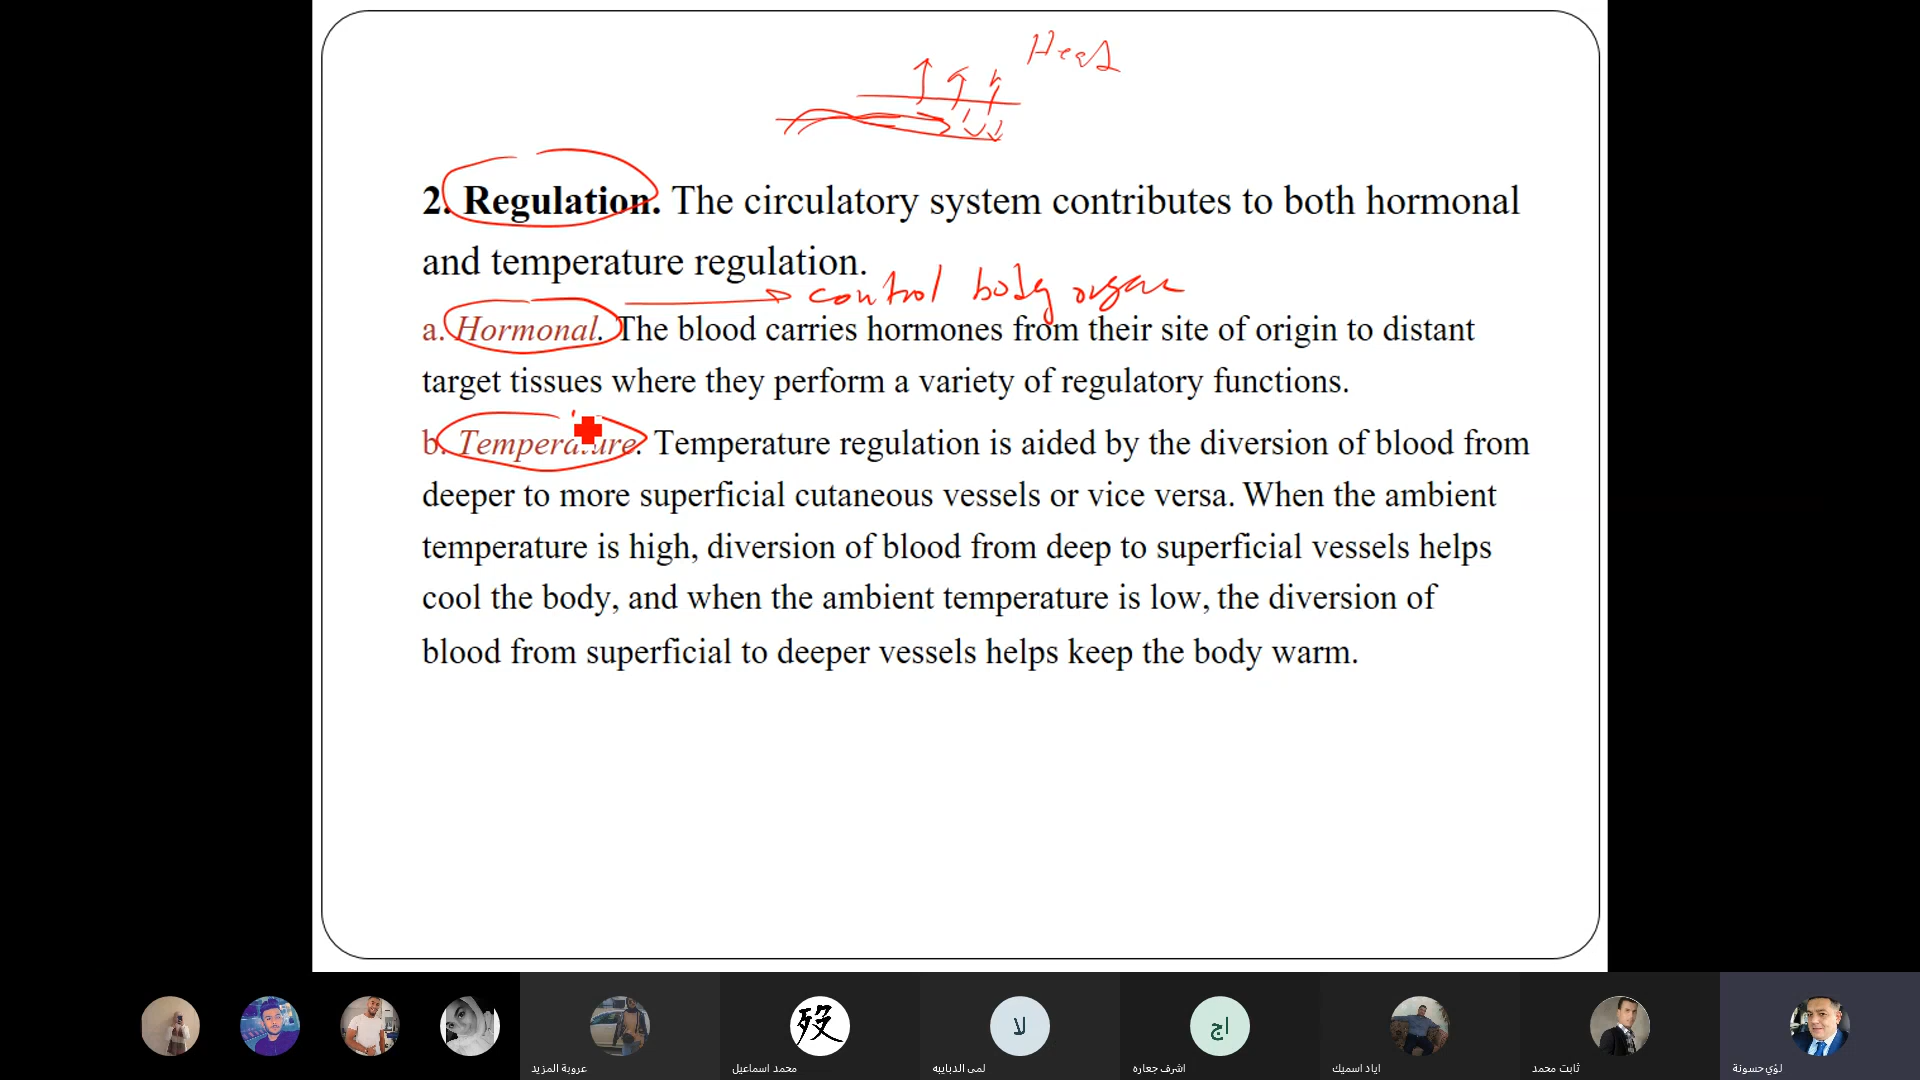 Heat
2. Regulation. The circulatory system contributes to both hormonal
and temperature regulation.
control body organ
a. Hormonal. The blood carries hormones from their site of origin to distant
target tissues where they perform a variety of regulatory functions.
b. Temperature. Temperature regulation is aided by the diversion of blood from
deeper to more superficial cutaneous vessels or vice versa. When the ambient
temperature is high, diversion of blood from deep to superficial vessels helps
cool the body, and when the ambient temperature is low, the diversion of
blood from superficial to deeper vessels helps keep the body warm.
歿 لا اج
عروبة المزيد محمد اسماعيل لمى الدبابيه اشرف جعاره اياد اسميك ثابت محمد لؤي حسونة